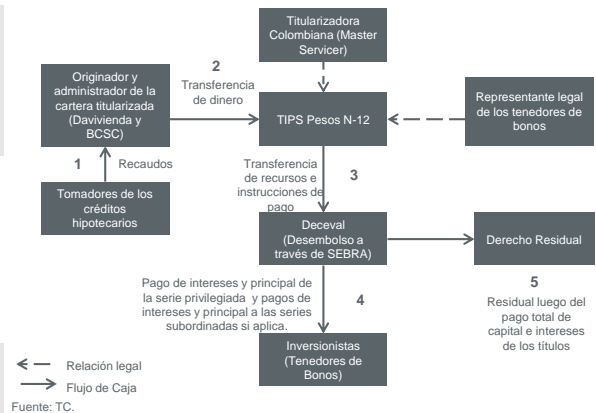 Titularizadora
Colombiana (Master
Servicer)
2
Transferencia
de dinero
Originador y
administrador de la
cartera titularizada
(Davivienda y
BCSC)
TIPS Pesos N-12
Representante legal
de los tenedores de
bonos
1
Recaudos
Tomadores de los
créditos
hipotecarios
Transferencia
de recursos e
instrucciones de
pago
3
Deceval
(Desembolso a
través de SEBRA)
Derecho Residual
Pago de intereses y principal de
la serie privilegiada y pagos de
intereses y principal a las series
subordinadas si aplica.
4
5
Residual luego del
pago total de
capital e intereses
de los títulos
Inversionistas
(Tenedores de
Bonos)
Relación legal
Flujo de Caja
Fuente: TC.